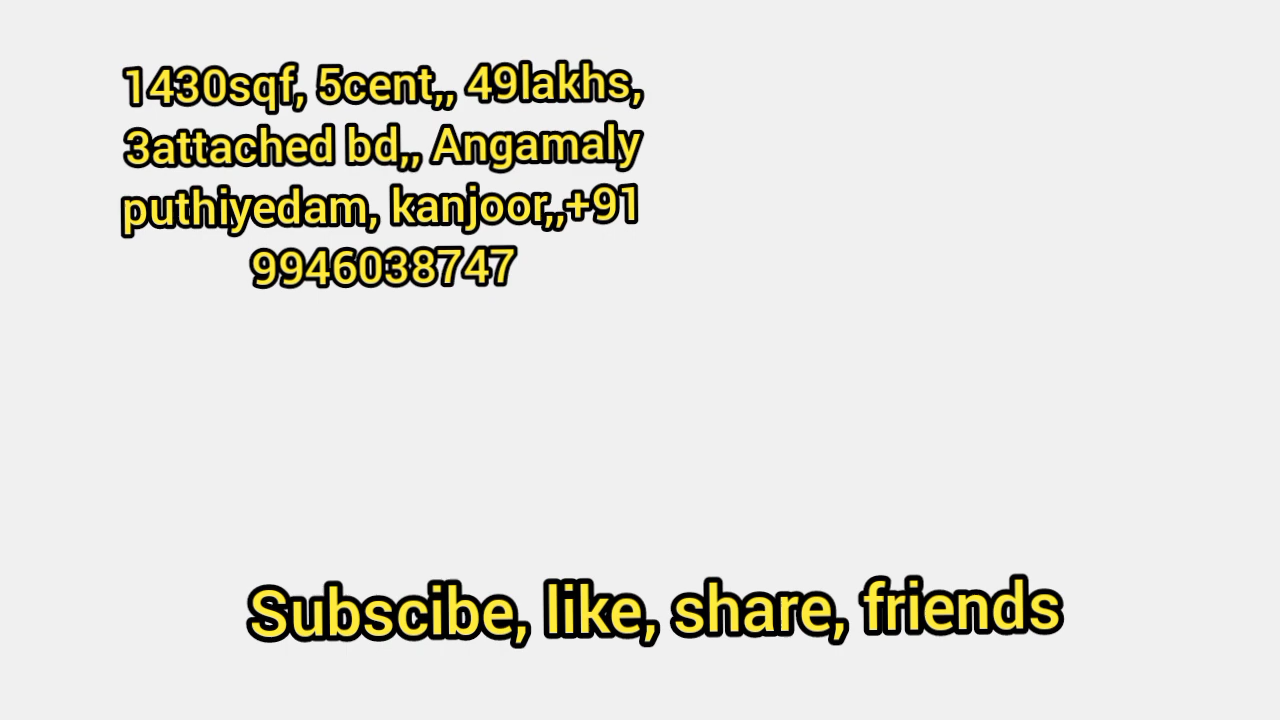 1430sqf, 5cent,, 49lakhs,
3attached bd,, Angamaly
puthiyedam, kanjoor,,+91
9946038747
Subscibe, like, share, friends